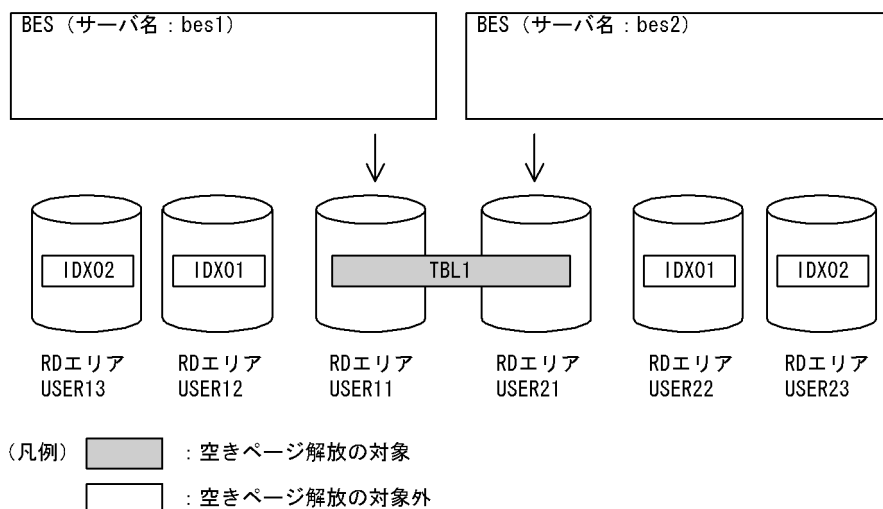 BES（サーバ名：bes1）
BES（サーバ名：bes2）
IDX02
IDX01
TBL1
IDX01
IDX02
RDエリア
USER13
RDエリア
USER12
RDエリア
USER11
RDエリア
USER21
RDエリア
USER22
RDエリア
USER23
（凡例）
：空きページ解放の対象
：空きページ解放の対象外